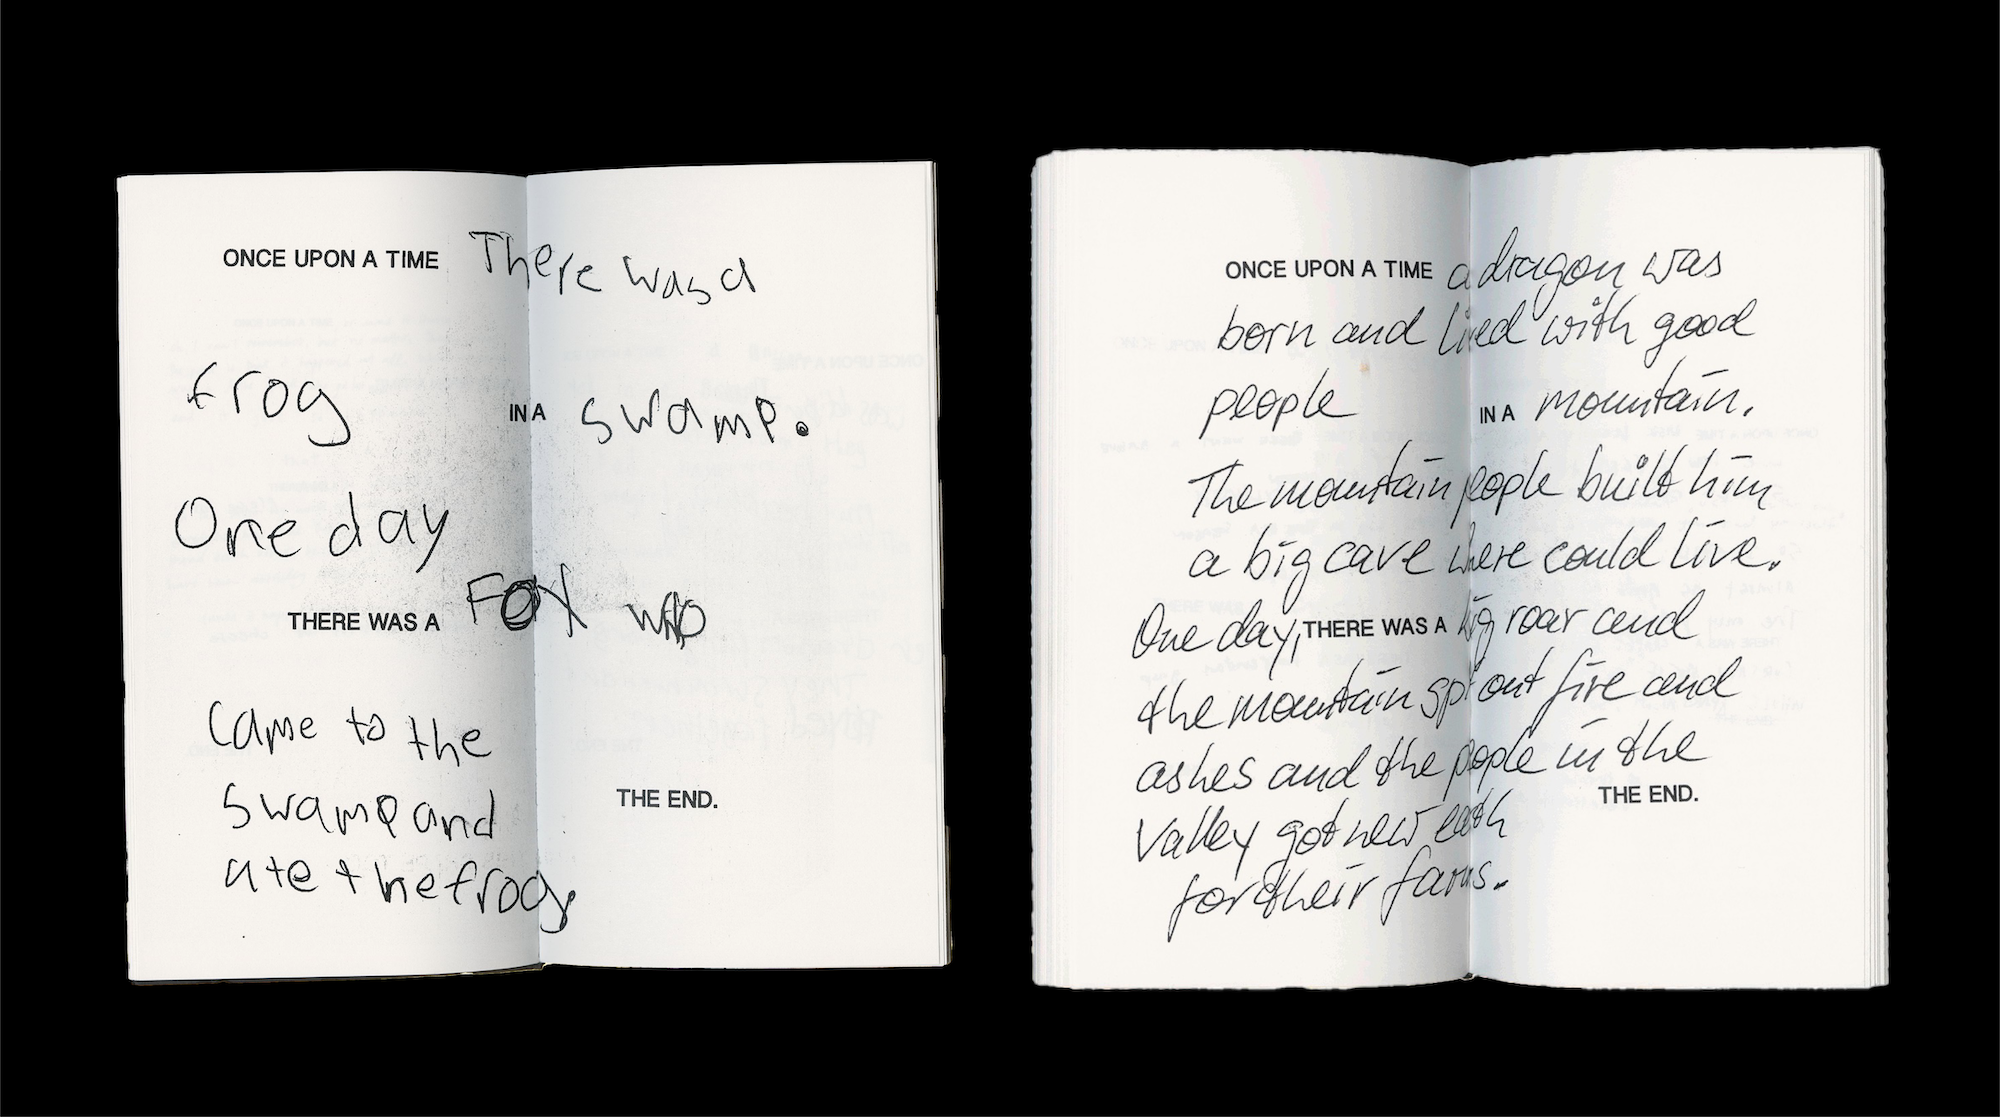 ONCE UPON A TIME There was a
frog IN A swamp.
One day
THERE WAS A FOX who
came to the
swamp and
ate the frog.
THE END.
ONCE UPON A TIME a dragon was
born and lived with good
people IN A mountain.
The mountain people built him
a big cave where could live.
One day, THERE WAS A big roar and
the mountain spit out fire and
ashes and the people in the
THE END.
Valley got new earth
for their farms.